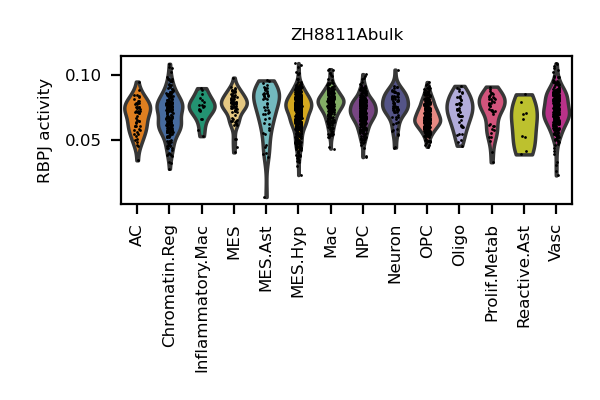 ZH8811Abulk
RBPJ activity
0.10
0.05
AC
Chromatin.Reg
Inflammatory.Mac
MES
MES.Ast
MES.Hyp
Mac
NPC
Neuron
OPC
Oligo
Prolif.Metab
Reactive.Ast
Vasc